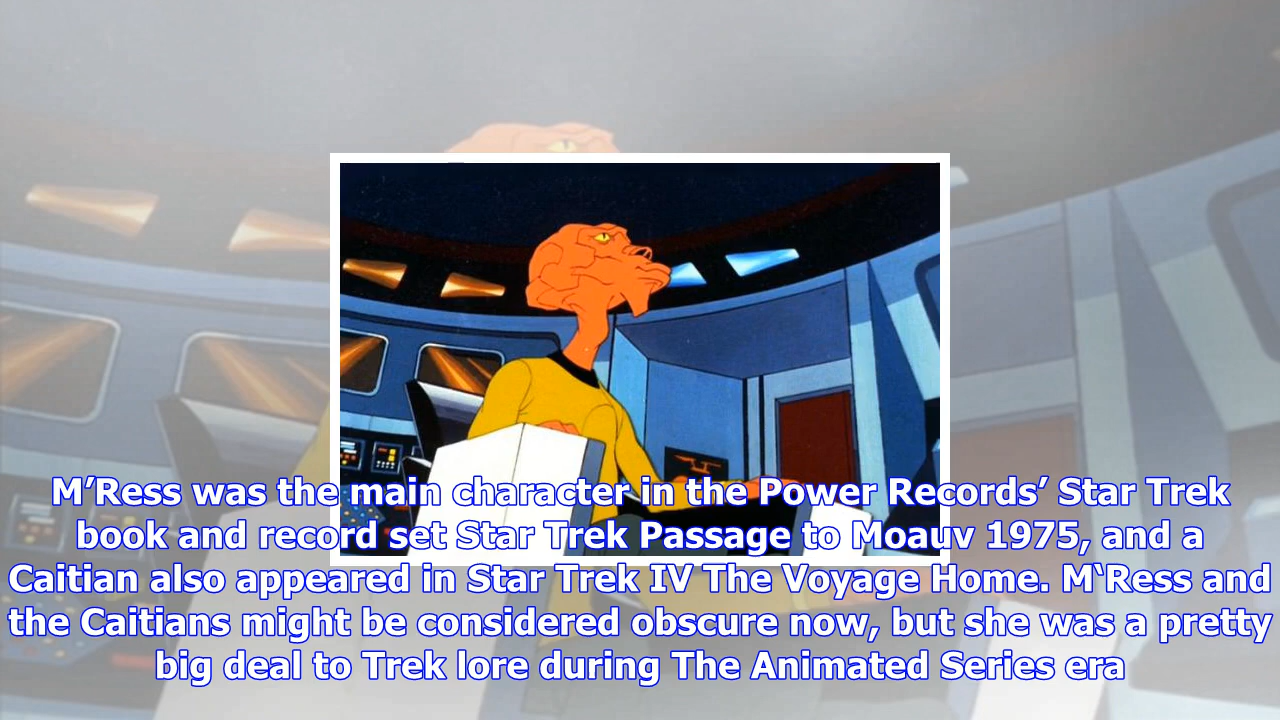 M’Ress was the main character in the Power Records’ Star Trek
book and record set Star Trek Passage to Moauv 1975, and a
Caitian also appeared in Star Trek IV The Voyage Home. M‘Ress and
the Caitians might be considered obscure now, but she was a pretty
big deal to Trek lore during The Animated Series era